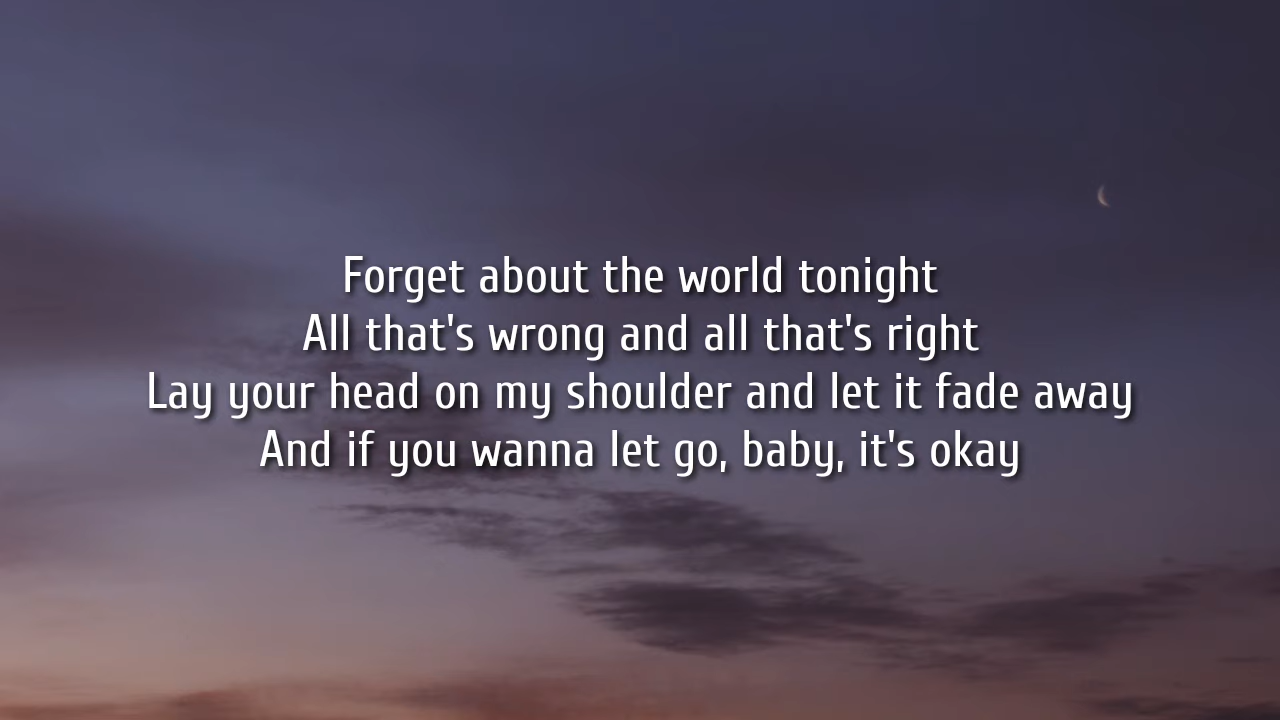 Forget about the world tonight
All that's wrong and all that's right
Lay your head on my shoulder and let it fade away
And if you wanna let go, baby, it's okay